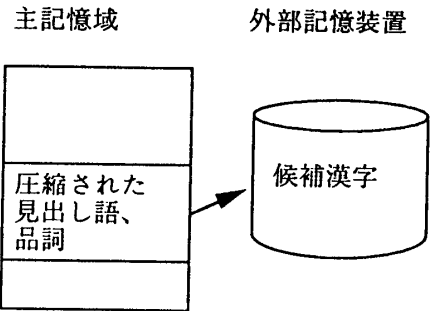 主記憶域
外部記憶装置
圧縮された
見出し語、
品詞
候補漢字